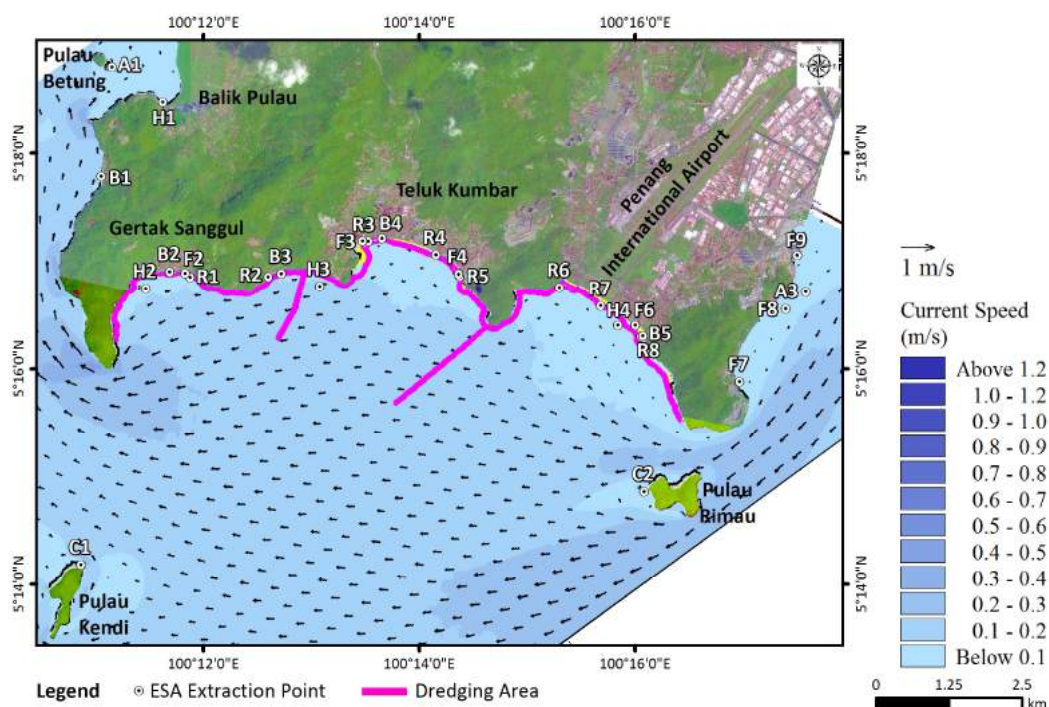 100°12'0"E
100°14'0"E
100°16'0"E
Pulau
Betung
A1
H1
Balik Pulau
5°18'0"N
5°18'0"N
B1
Teluk Kumbar
Penang
International Airport
Gertak Sanggul
B2
F2
H2
R1
R2
B3
H3
F3
R3
B4
R4
F4
R5
R6
R7
H4
F6
B5
R8
F9
A3
F8
F7
5°16'0"N
5°16'0"N
C2
Pulau
Rimau
C1
Pulau
Kendi
5°14'0"N
5°14'0"N
100°12'0"E
100°14'0"E
100°16'0"E
1 m/s
Current Speed
(m/s)
Above 1.2
1.0 - 1.2
0.9 - 1.0
0.8 - 0.9
0.7 - 0.8
0.6 - 0.7
0.5 - 0.6
0.4 - 0.5
0.3 - 0.4
0.2 - 0.3
0.1 - 0.2
Below 0.1
Legend
ESA Extraction Point
Dredging Area
0 1.25 2.5
km